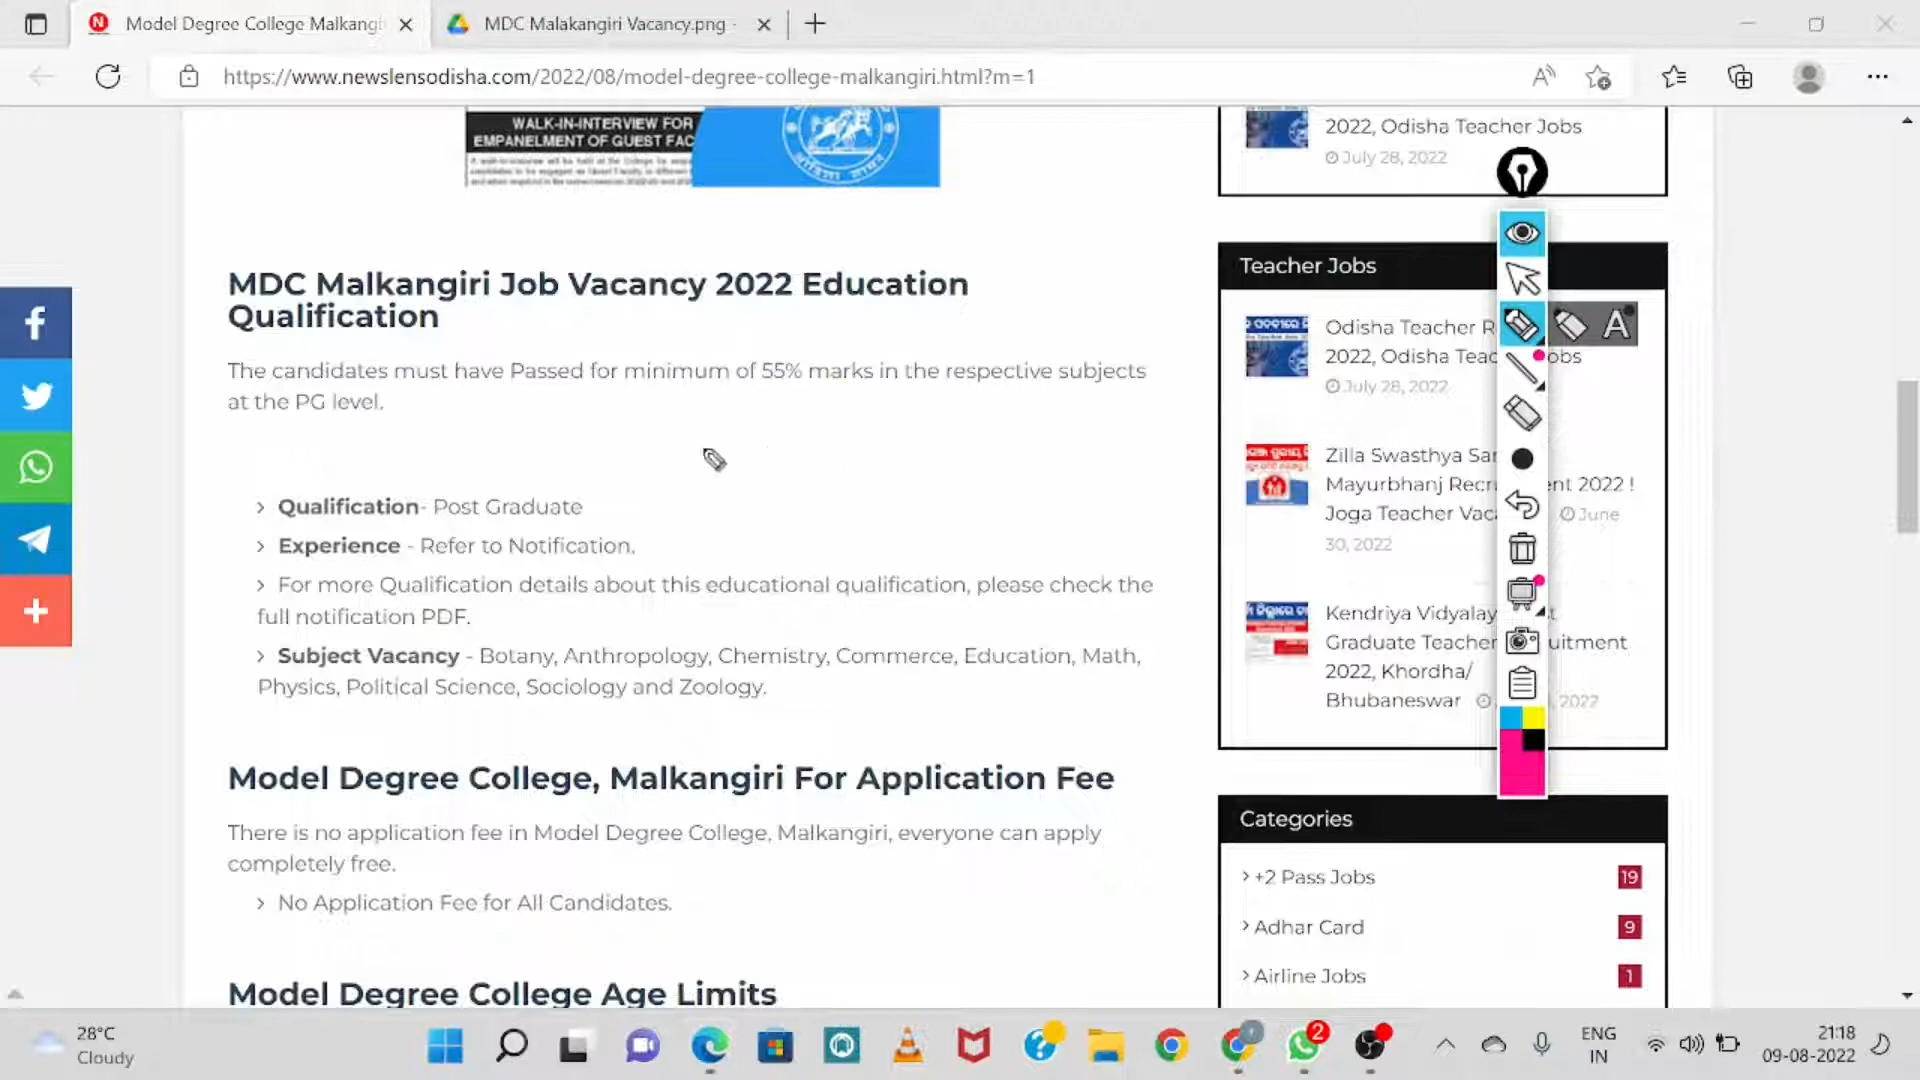 Model Degree College Malkangi
MDC Malakangiri Vacancy.png -
https://www.newslensodisha.com/2022/08/model-degree-college-malkangiri.html?m=1
WALK-IN-INTERVIEW FOR
EMPANELMENT OF GUEST FAC
MDC Malkangiri Job Vacancy 2022 Education
Qualification
The candidates must have Passed for minimum of 55% marks in the respective subjects
at the PG level.
> Qualification- Post Graduate
> Experience - Refer to Notification.
> For more Qualification details about this educational qualification, please check the
full notification PDF.
> Subject Vacancy - Botany, Anthropology, Chemistry, Commerce, Education, Math,
Physics, Political Science, Sociology and Zoology.
Model Degree College, Malkangiri For Application Fee
There is no application fee in Model Degree College, Malkangiri, everyone can apply
completely free.
> No Application Fee for All Candidates.
Model Degree College Age Limits
2022, Odisha Teacher Jobs
July 28, 2022
Teacher Jobs
Odisha Teacher R
2022, Odisha Teac obs
July 28, 2022
Zilla Swasthya Sa
Mayurbhanj Recr ent 2022 !
Joga Teacher Vac June
30, 2022
Kendriya Vidyalay t
Graduate Teacher uitment
2022, Khordha/
Bhubaneswar , 2022
A
Categories
> +2 Pass Jobs 19
> Adhar Card 9
> Airline Jobs 1
28°C
Cloudy
2
ENG
IN
21:18
09-08-2022